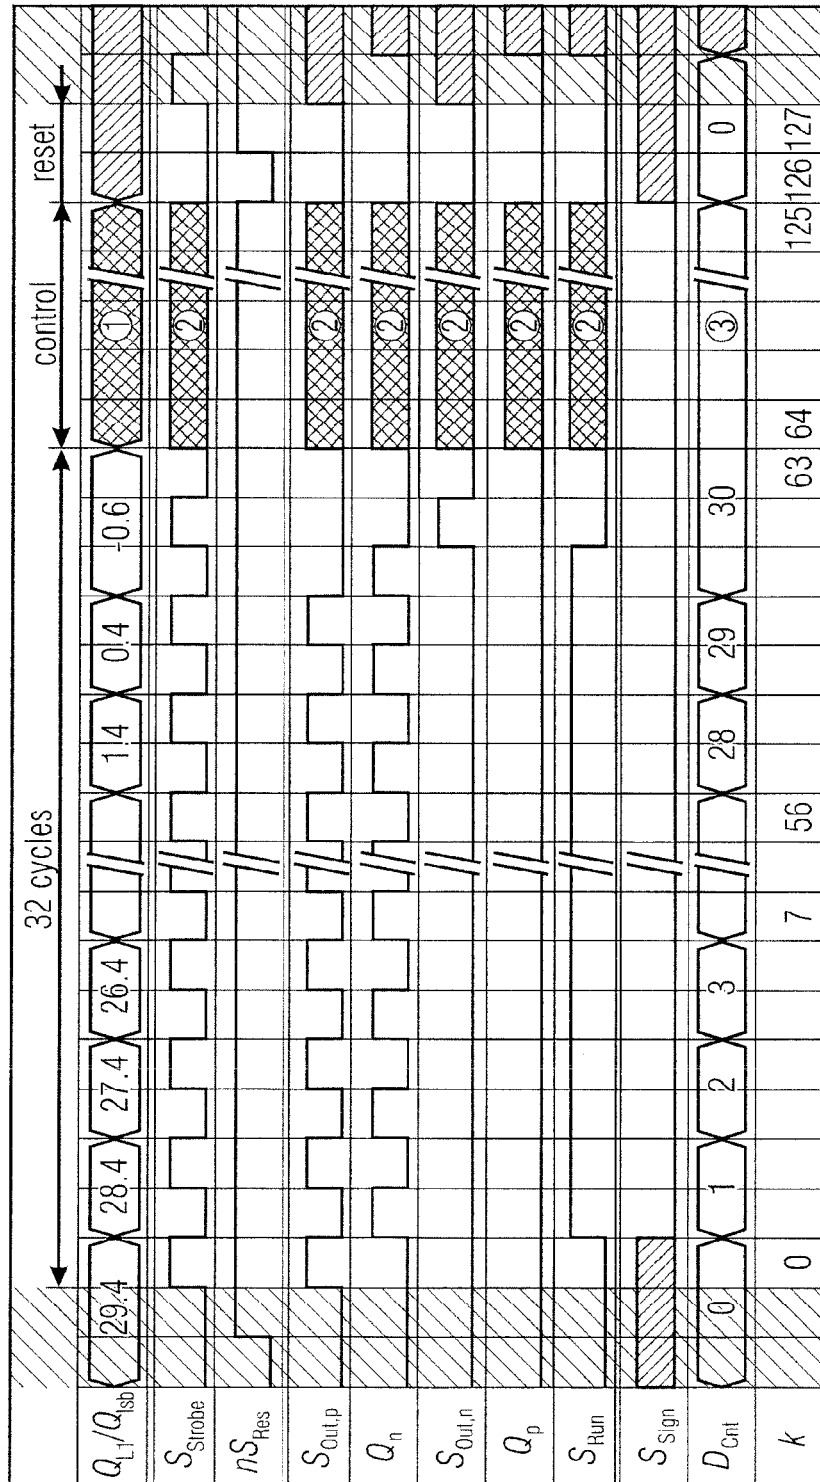 32 cycles control reset
Q_L1/Q_lsb 29.4 28.4 27.4 26.4 1.4 0.4 -0.6 ①
S_Strobe ②
nS_Res
S_Out,p ②
Q_n ②
S_Out,n ②
Q_p ②
S_Run ②
S_Sign
D_Cnt 0 1 2 3 28 29 30 ③ 0
k 0 7 56 63 64 125 126 127